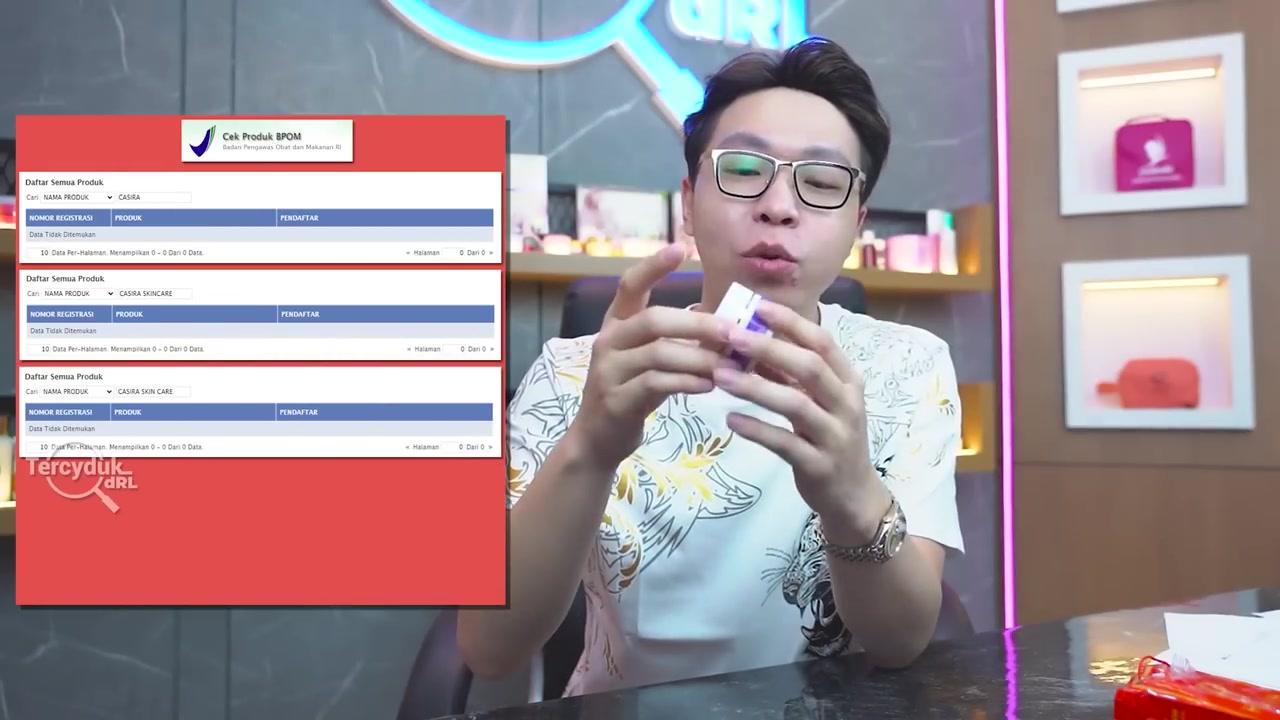 dRL
Cek Produk BPOM
Badan Pengawas Obat dan Makanan RI
Daftar Semua Produk
Cari NAMA PRODUK CASIRA
NOMOR REGISTRASI PRODUK PENDAFTAR
Data Tidak Ditemukan
10 Data Per-Halaman. Menampilkan 0 - 0 Dari 0 Data.
« Halaman 0 Dari 0 »
Daftar Semua Produk
Cari NAMA PRODUK CASIRA SKINCARE
NOMOR REGISTRASI PRODUK PENDAFTAR
Data Tidak Ditemukan
10 Data Per-Halaman. Menampilkan 0 - 0 Dari 0 Data.
« Halaman 0 Dari 0 »
Daftar Semua Produk
Cari NAMA PRODUK CASIRA SKIN CARE
NOMOR REGISTRASI PRODUK PENDAFTAR
Data Tidak Ditemukan
10 Data Per-Halaman. Menampilkan 0 - 0 Dari 0 Data.
« Halaman 0 Dari 0 »
Tercyduk
dRL